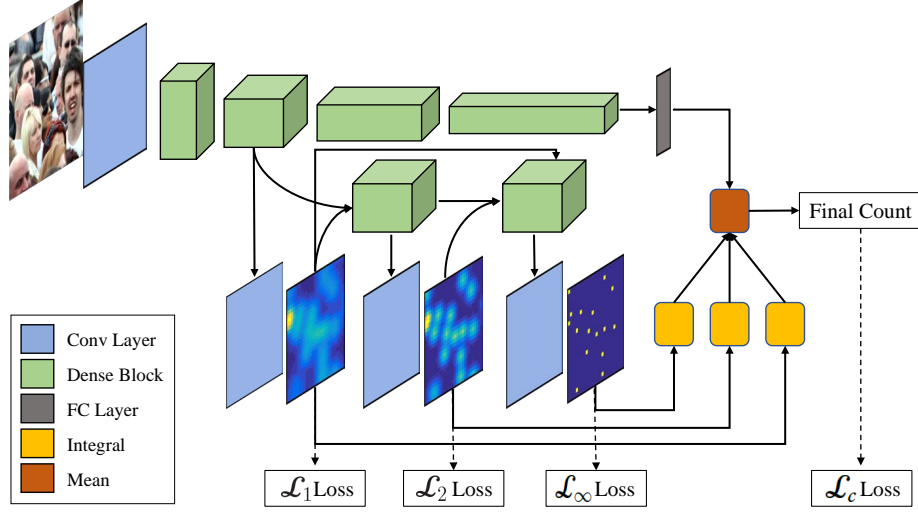 Final Count
Conv Layer
Dense Block
FC Layer
Integral
Mean
ℒ₁ Loss
ℒ₂ Loss
ℒ∞ Loss
ℒc Loss